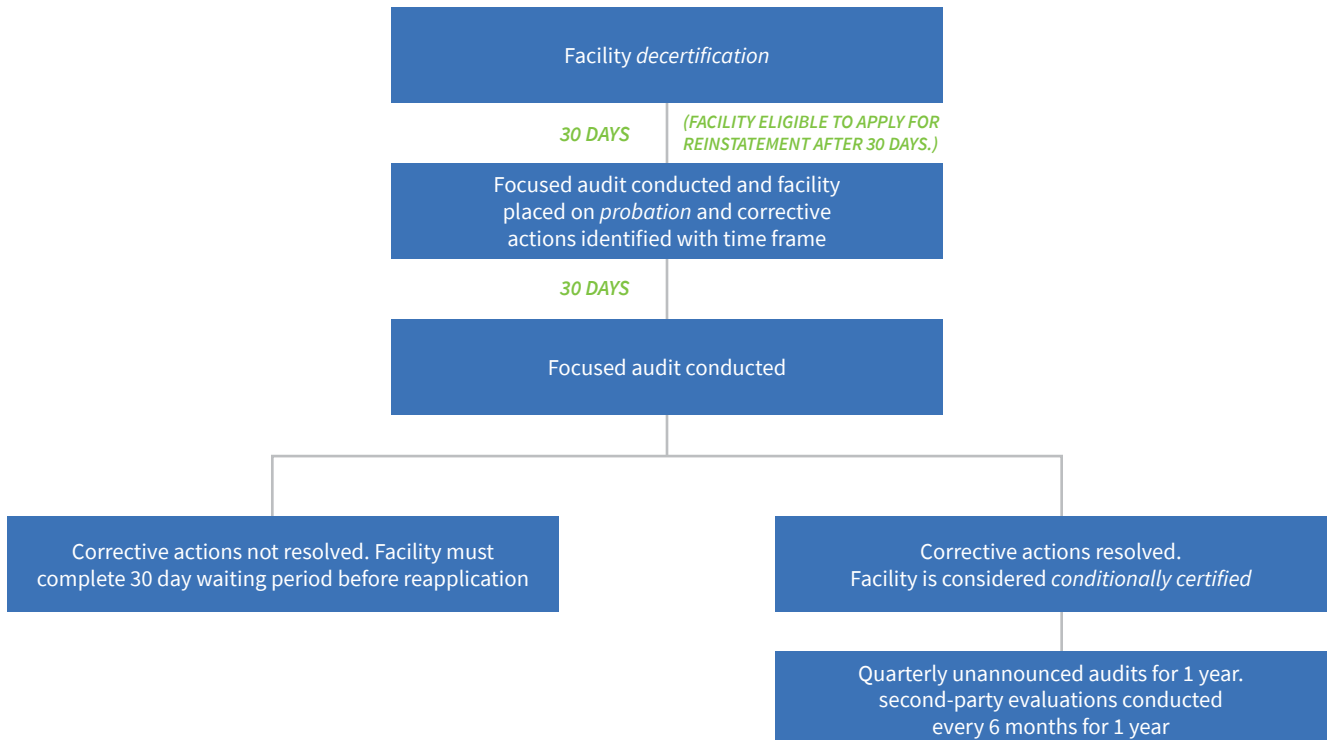 Facility decertification
30 DAYS
(FACILITY ELIGIBLE TO APPLY FOR
REINSTATEMENT AFTER 30 DAYS.)
Focused audit conducted and facility
placed on probation and corrective
actions identified with time frame
30 DAYS
Focused audit conducted
Corrective actions not resolved. Facility must
complete 30 day waiting period before reapplication
Corrective actions resolved.
Facility is considered conditionally certified
Quarterly unannounced audits for 1 year.
second-party evaluations conducted
every 6 months for 1 year